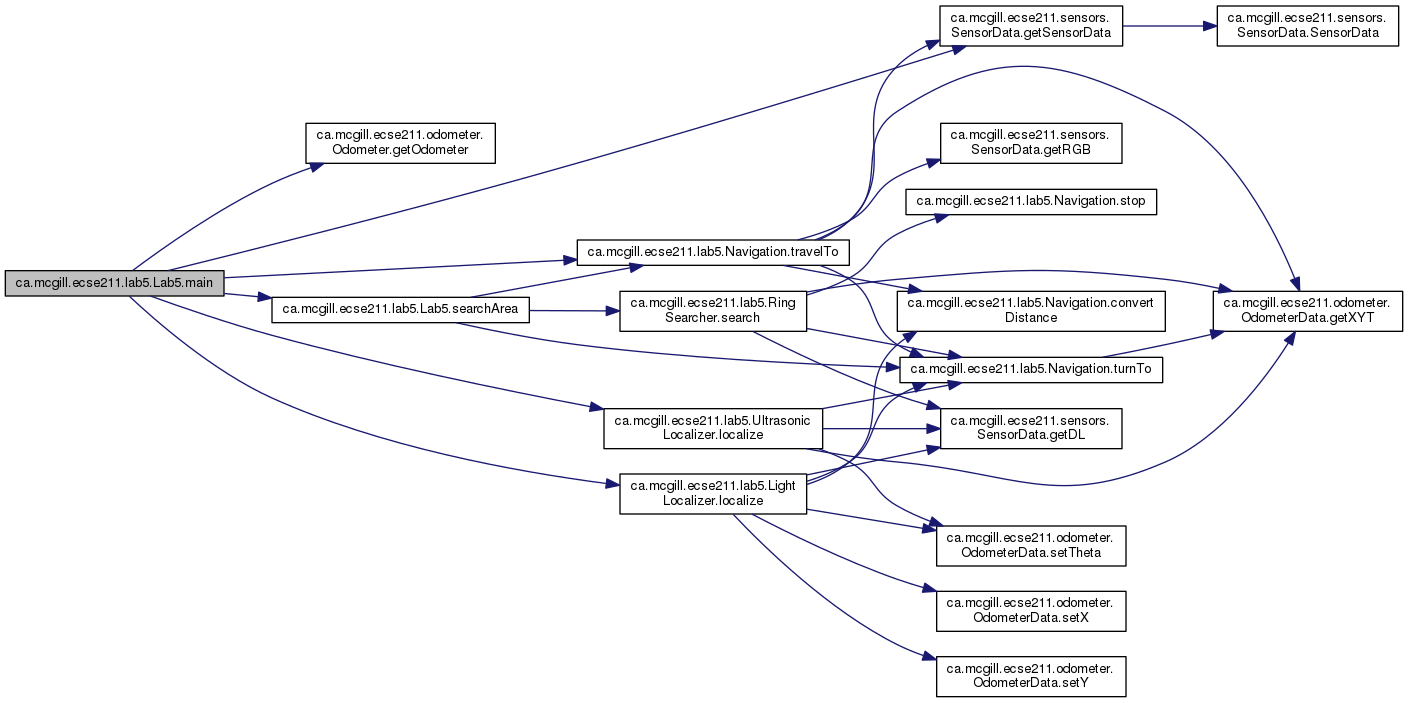 ca.mcgill.ecse211.sensors.
SensorData.getSensorData
ca.mcgill.ecse211.sensors.
SensorData.SensorData
ca.mcgill.ecse211.odometer.
Odometer.getOdometer
ca.mcgill.ecse211.sensors.
SensorData.getRGB
ca.mcgill.ecse211.lab5.Navigation.stop
ca.mcgill.ecse211.lab5.Navigation.travelTo
ca.mcgill.ecse211.lab5.Lab5.main
ca.mcgill.ecse211.lab5.Lab5.searchArea
ca.mcgill.ecse211.lab5.Ring
Searcher.search
ca.mcgill.ecse211.lab5.Navigation.convert
Distance
ca.mcgill.ecse211.odometer.
OdometerData.getXYT
ca.mcgill.ecse211.lab5.Navigation.turnTo
ca.mcgill.ecse211.lab5.Ultrasonic
Localizer.localize
ca.mcgill.ecse211.sensors.
SensorData.getDL
ca.mcgill.ecse211.lab5.Light
Localizer.localize
ca.mcgill.ecse211.odometer.
OdometerData.setTheta
ca.mcgill.ecse211.odometer.
OdometerData.setX
ca.mcgill.ecse211.odometer.
OdometerData.setY